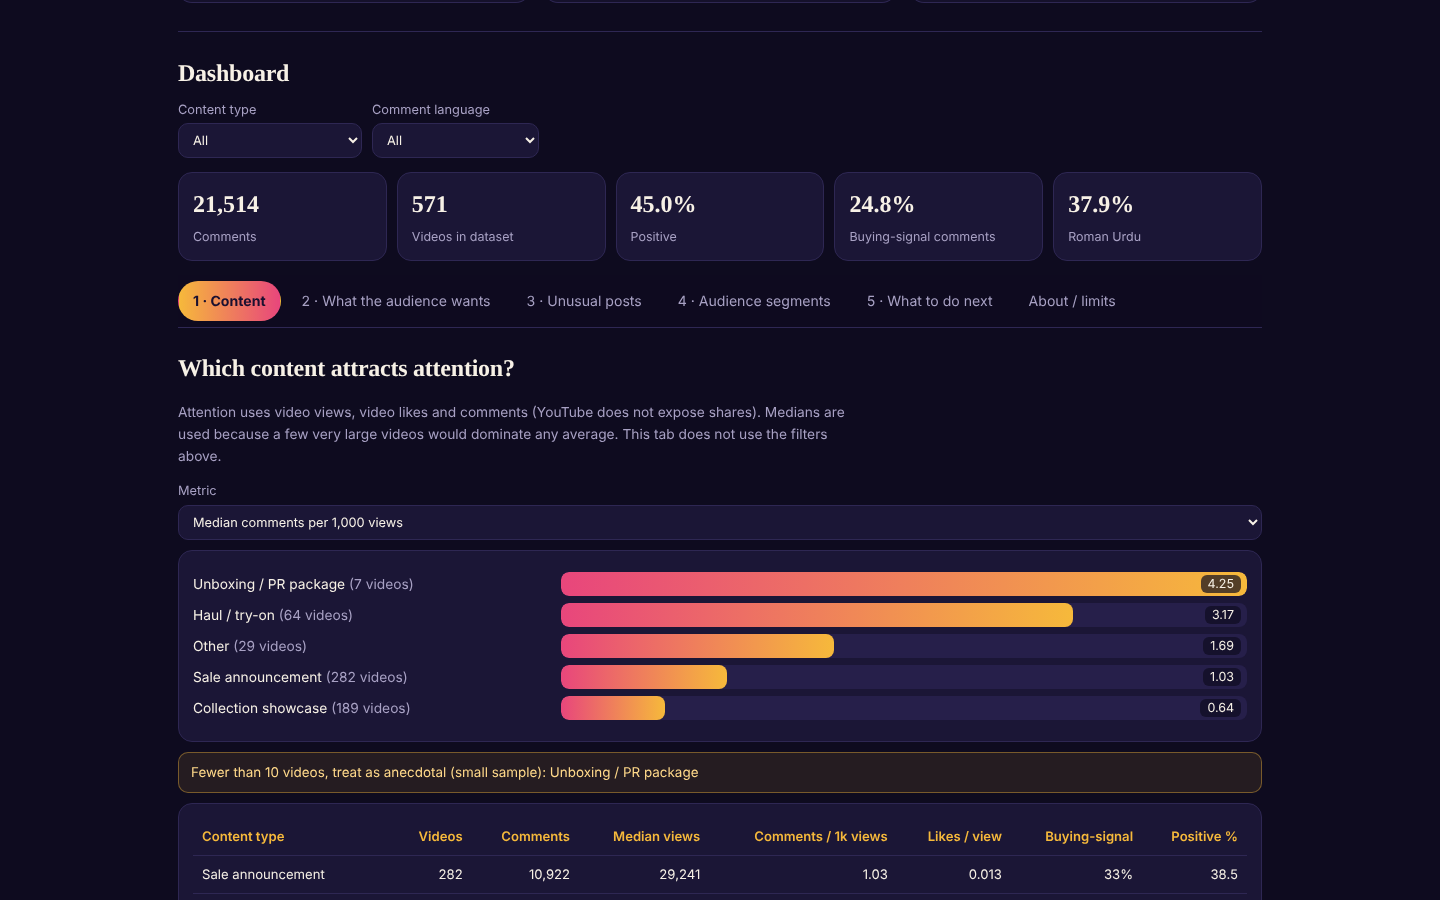 Dashboard
Content type Comment language
All All
21,514 571 45.0% 24.8% 37.9%
Comments Videos in dataset Positive Buying-signal comments Roman Urdu
1 · Content 2 · What the audience wants 3 · Unusual posts 4 · Audience segments 5 · What to do next About / limits
Which content attracts attention?
Attention uses video views, video likes and comments (YouTube does not expose shares). Medians are
used because a few very large videos would dominate any average. This tab does not use the filters
above.
Metric
Median comments per 1,000 views
Unboxing / PR package (7 videos) 4.25
Haul / try-on (64 videos) 3.17
Other (29 videos) 1.69
Sale announcement (282 videos) 1.03
Collection showcase (189 videos) 0.64
Fewer than 10 videos, treat as anecdotal (small sample): Unboxing / PR package
Content type Videos Comments Median views Comments / 1k views Likes / view Buying-signal Positive %
Sale announcement 282 10,922 29,241 1.03 0.013 33% 38.5